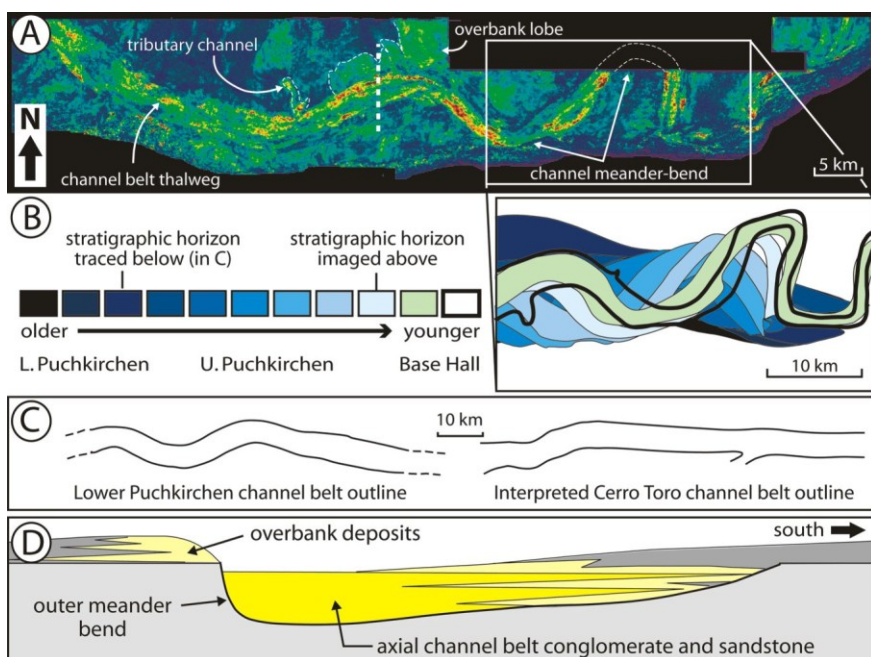 A
tributary channel
overbank lobe
N
channel belt thalweg
channel meander-bend
5 km
B
stratigraphic horizon
traced below (in C)
stratigraphic horizon
imaged above
older
younger
L. Puchkirchen
U. Puchkirchen
Base Hall
10 km
C
10 km
Lower Puchkirchen channel belt outline
Interpreted Cerro Toro channel belt outline
D
overbank deposits
south
outer meander
bend
axial channel belt conglomerate and sandstone